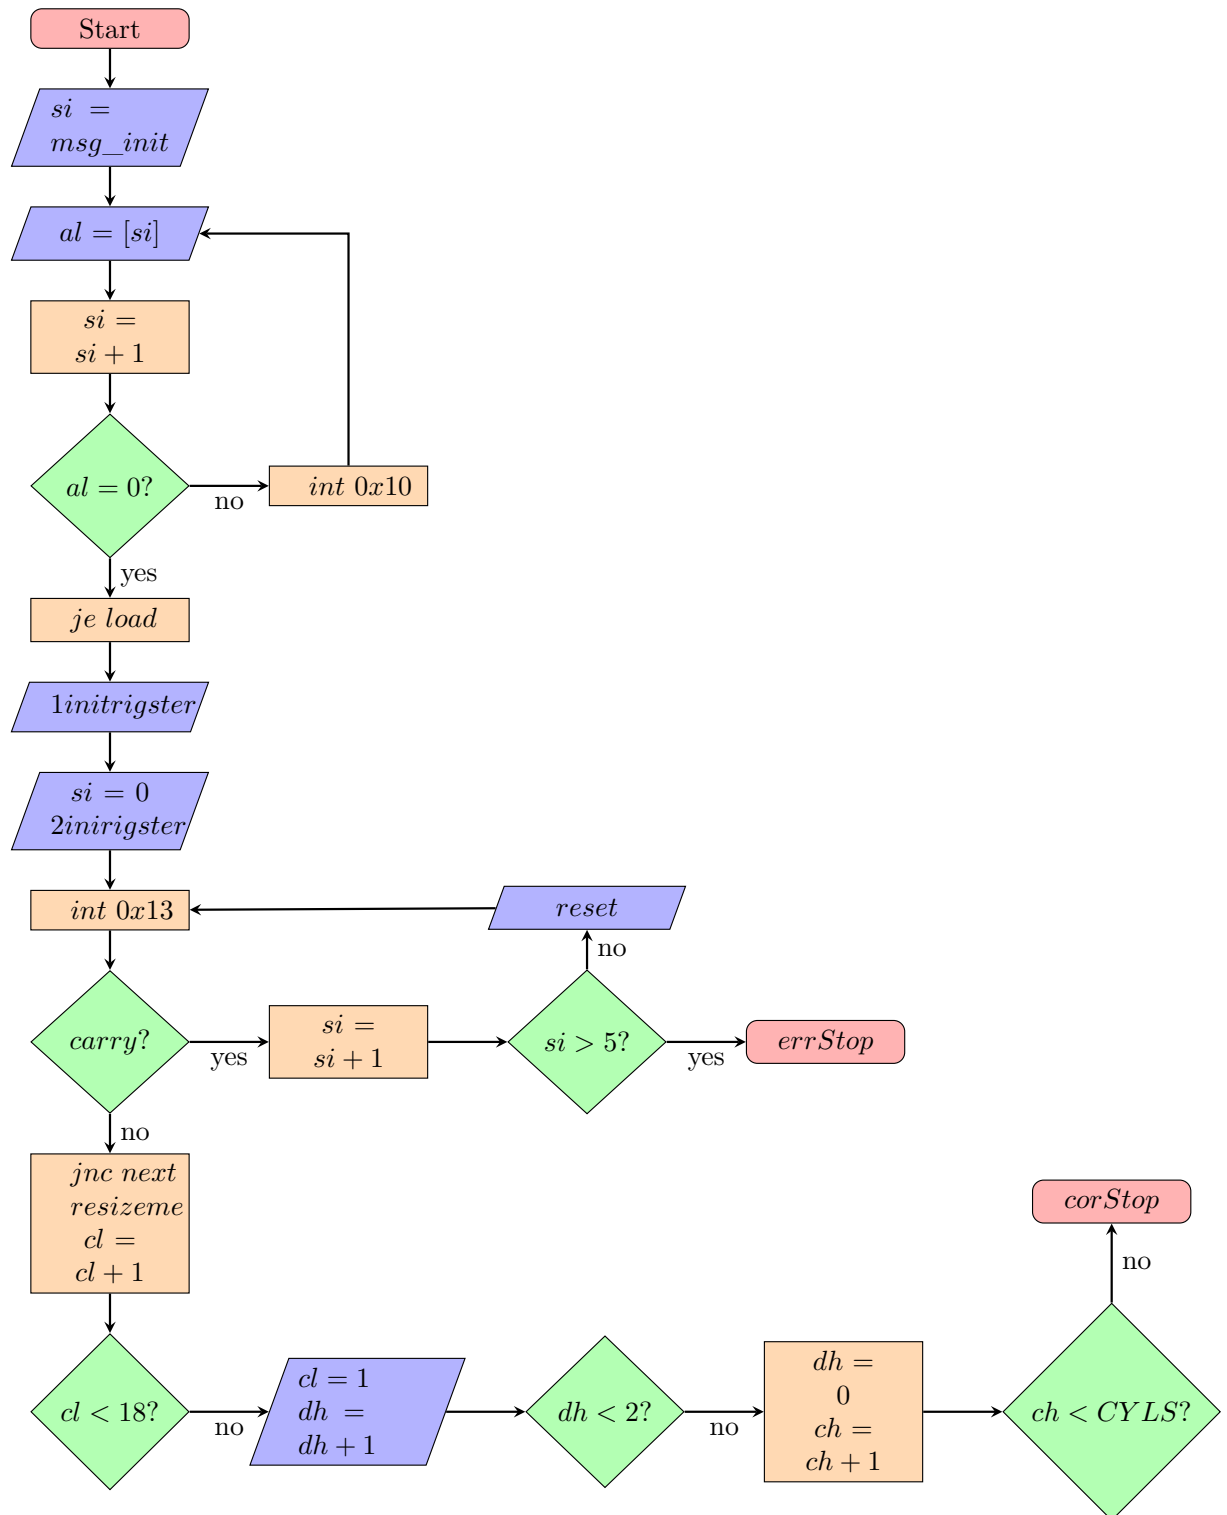 Start
si =
msg_init
al = [si]
si =
si + 1
al = 0?
no
int 0x10
yes
je load
1initrigster
si = 0
2inirigster
int 0x13
reset
no
carry?
yes
si =
si + 1
si > 5?
yes
errStop
no
jnc next
resizeme
cl =
cl + 1
corStop
no
cl < 18?
no
cl = 1
dh =
dh + 1
dh < 2?
no
dh =
0
ch =
ch + 1
ch < CYLS?